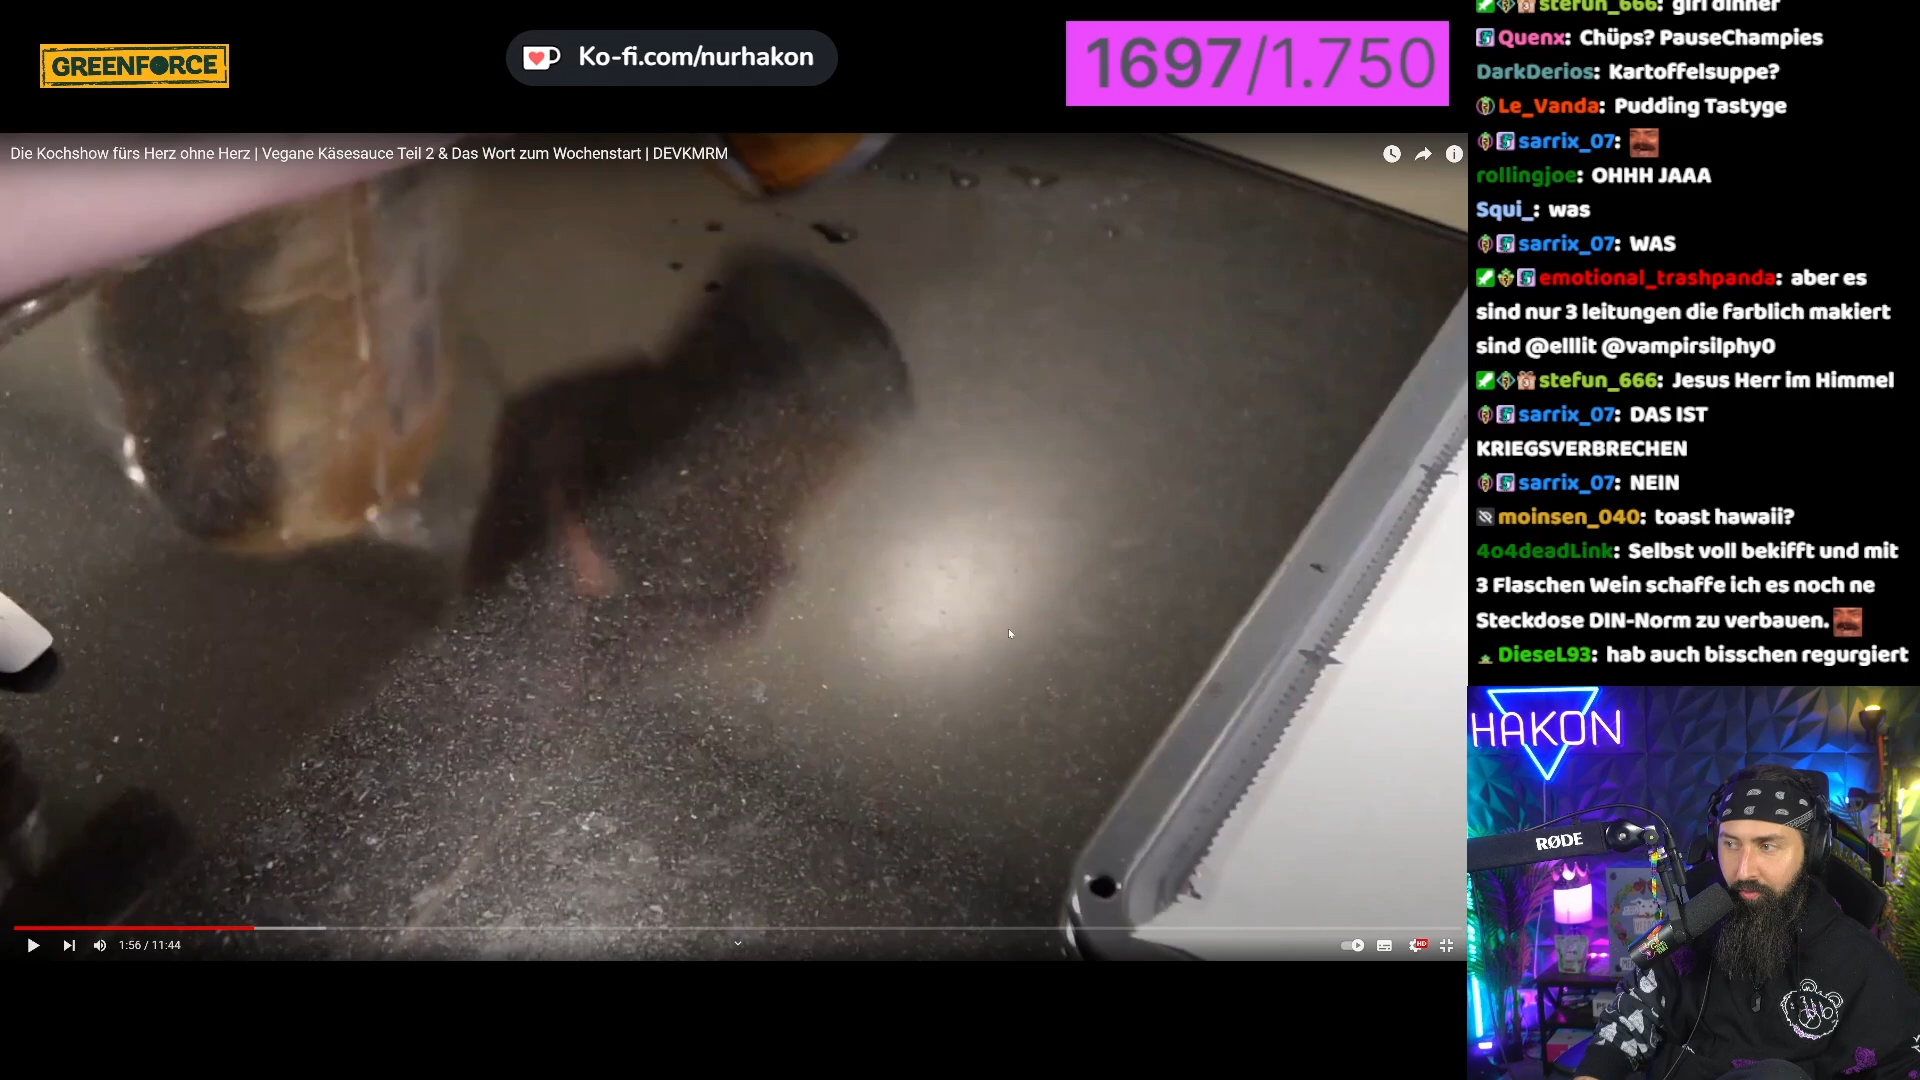 GREENFORCE
Ko-fi.com/nurhakon
1697/1.750
Die Kochshow fürs Herz ohne Herz | Vegane Käsesauce Teil 2 & Das Wort zum Wochenstart | DEVKMRM
1:56 / 11:44
HD
stefun_666: girl dinner
Quenx: Chüps? PauseChampies
DarkDerios: Kartoffelsuppe?
Le_Vanda: Pudding Tastyge
sarrix_07:
rollingjoe: OHHH JAAA
Squi_: was
sarrix_07: WAS
emotional_trashpanda: aber es
sind nur 3 leitungen die farblich makiert
sind @elllit @vampirsilphy0
stefun_666: Jesus Herr im Himmel
sarrix_07: DAS IST
KRIEGSVERBRECHEN
sarrix_07: NEIN
moinsen_040: toast hawaii?
4o4deadLink: Selbst voll bekifft und mit
3 Flaschen Wein schaffe ich es noch ne
Steckdose DIN-Norm zu verbauen.
DieseL93: hab auch bisschen regurgiert
HAKON
RØDE